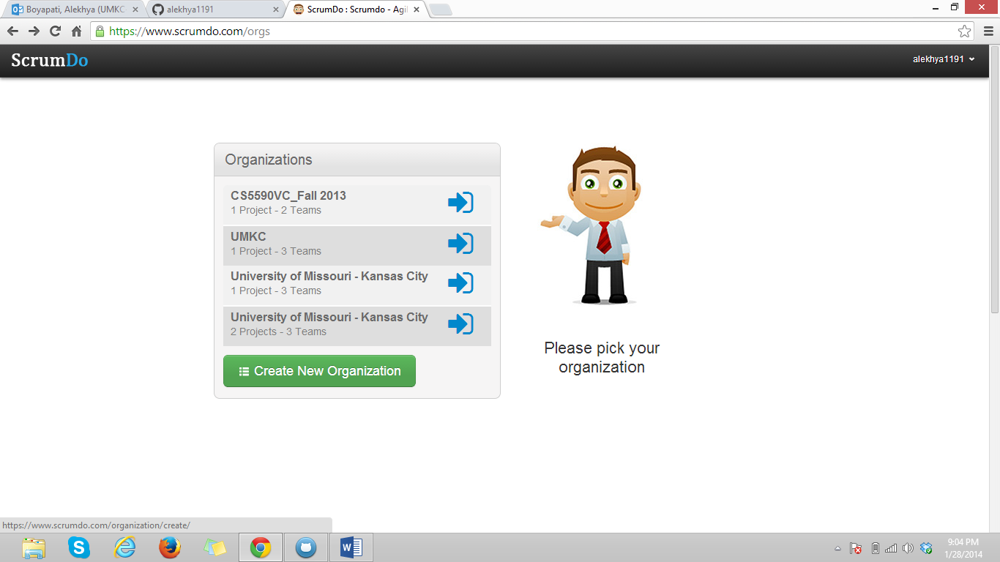 Boyapati, Alekhya (UMKC
alekhya1191
ScrumDo : Scrumdo - Agi
https://www.scrumdo.com/orgs
ScrumDo
alekhya1191
Organizations
CS5590VC_Fall 2013
1 Project - 2 Teams
UMKC
1 Project - 3 Teams
University of Missouri - Kansas City
1 Project - 3 Teams
University of Missouri - Kansas City
2 Projects - 3 Teams
Create New Organization
Please pick your
organization
https://www.scrumdo.com/organization/create/
9:04 PM
1/28/2014